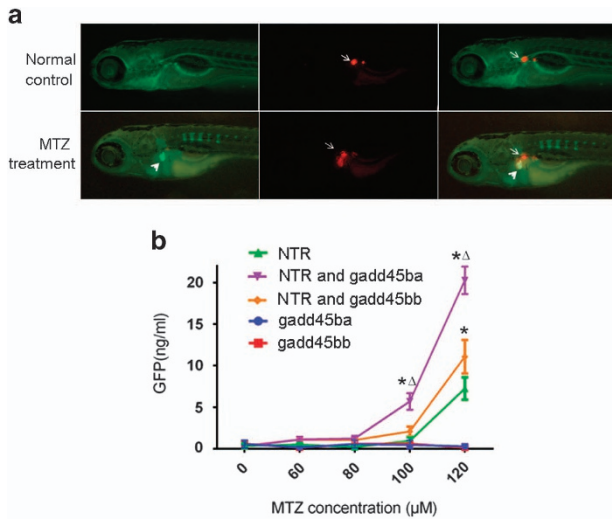 a
Normal
control
MTZ
treatment
b
NTR
NTR and gadd45ba
NTR and gadd45bb
gadd45ba
gadd45bb
*Δ
*
*Δ
GFP(ng/ml)
20
15
10
5
0
0
60
80
100
120
MTZ concentration (µM)